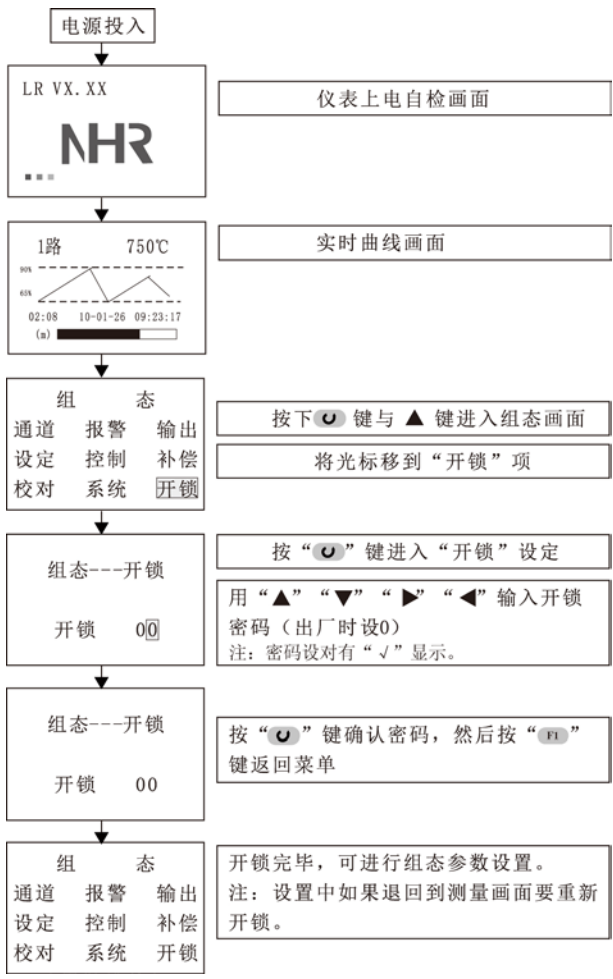 电源投入
LR VX.XX
NHR
仪表上电自检画面
1路 750℃
90%
65%
02:08 10-01-26 09:23:17
(m)
实时曲线画面
组 态
通道 报警 输出
设定 控制 补偿
校对 系统 开锁
按下 键与 ▲ 键进入组态画面
将光标移到“开锁”项
组态---开锁
开锁 00
按“ ”键进入“开锁”设定
用“▲”“▼”“▶”“◀”输入开锁
密码（出厂时设0）
注：密码设对有“√”显示。
组态---开锁
开锁 00
按“ ”键确认密码，然后按“F1”
键返回菜单
组 态
通道 报警 输出
设定 控制 补偿
校对 系统 开锁
开锁完毕，可进行组态参数设置。
注：设置中如果退回到测量画面要重新
开锁。